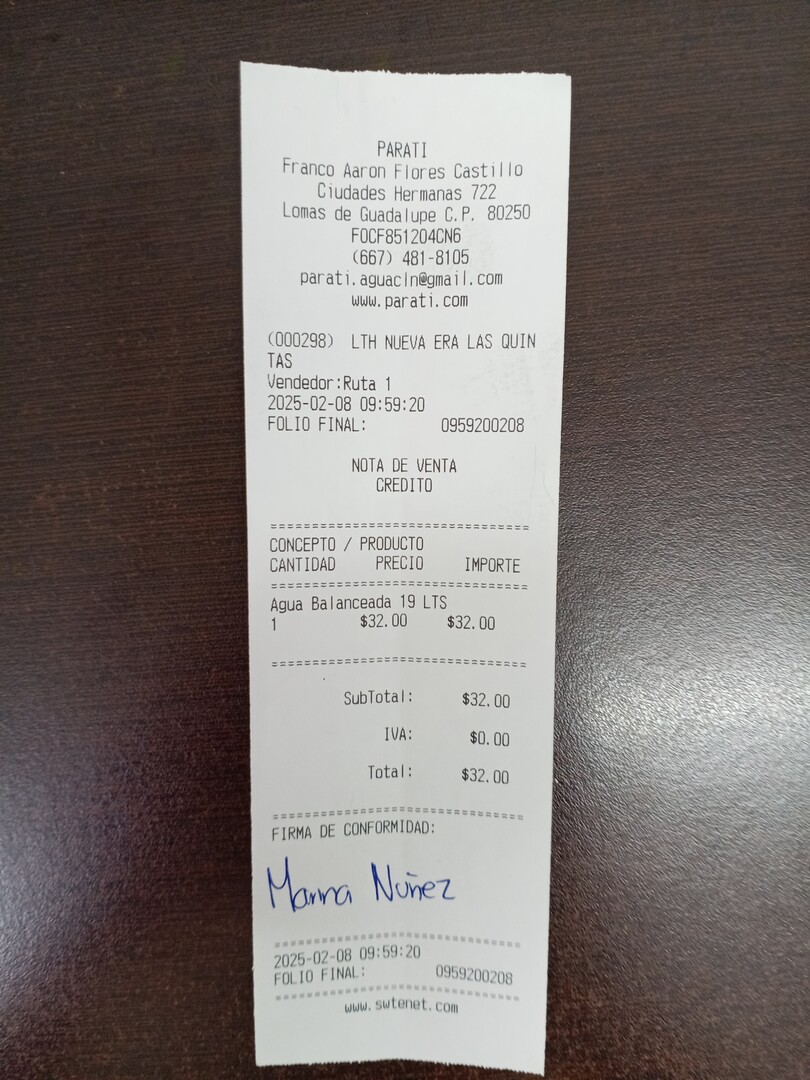 PARATI
Franco Aaron Flores Castillo
Ciudades Hermanas 722
Lomas de Guadalupe C.P. 80250
FOCF851204CN6
(667) 481-8105
parati.aguacln@gmail.com
www.parati.com
(000298) LTH NUEVA ERA LAS QUIN
TAS
Vendedor:Ruta 1
2025-02-08 09:59:20
FOLIO FINAL: 0959200208
NOTA DE VENTA
CREDITO
==============================
CONCEPTO / PRODUCTO
CANTIDAD PRECIO IMPORTE
==============================
Agua Balanceada 19 LTS
1 $32.00 $32.00
==============================
SubTotal: $32.00
IVA: $0.00
Total: $32.00
==============================
FIRMA DE CONFORMIDAD:
Nuñez
==============================
2025-02-08 09:59:20
FOLIO FINAL: 0959200208
==============================
www.swtenet.com